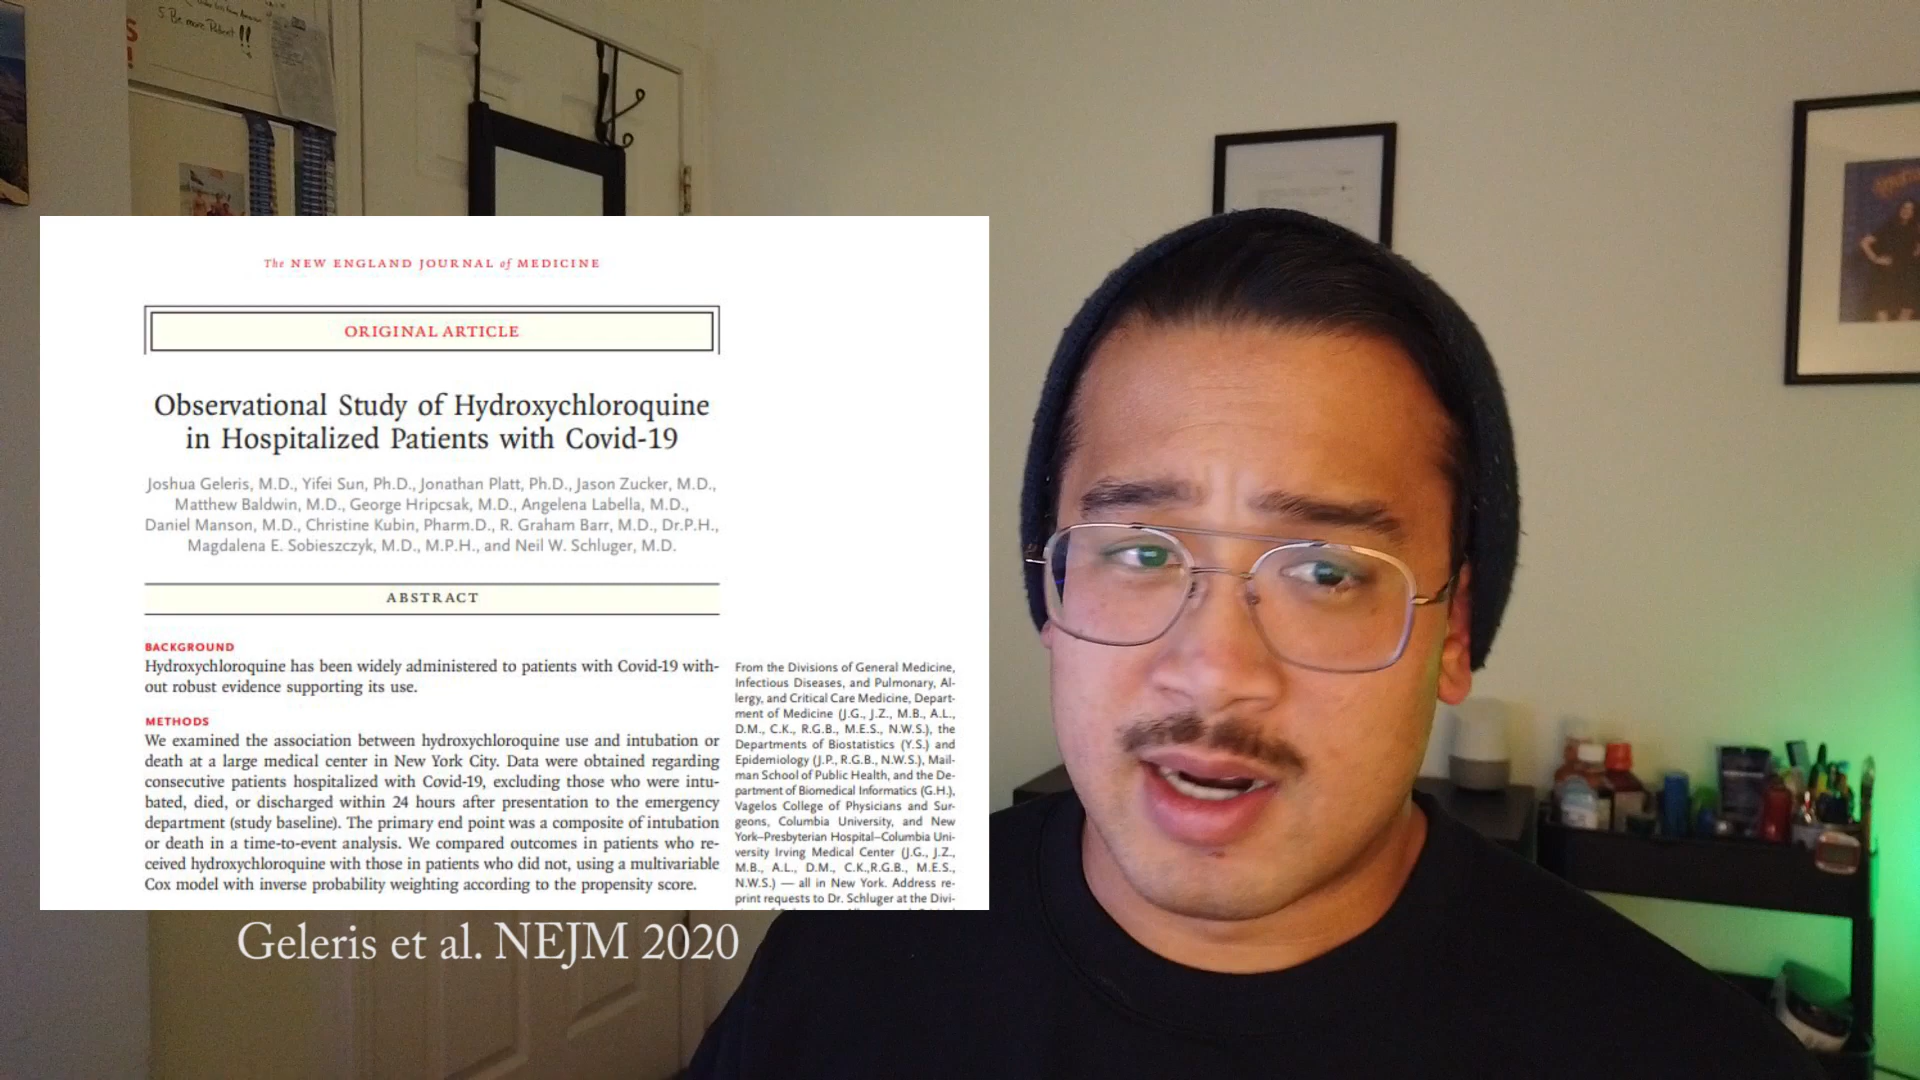 5. Be more Patient !!
The NEW ENGLAND JOURNAL of MEDICINE
ORIGINAL ARTICLE
Observational Study of Hydroxychloroquine
in Hospitalized Patients with Covid-19
Joshua Geleris, M.D., Yifei Sun, Ph.D., Jonathan Platt, Ph.D., Jason Zucker, M.D.,
Matthew Baldwin, M.D., George Hripcsak, M.D., Angelena Labella, M.D.,
Daniel Manson, M.D., Christine Kubin, Pharm.D., R. Graham Barr, M.D., Dr.P.H.,
Magdalena E. Sobieszczyk, M.D., M.P.H., and Neil W. Schluger, M.D.
ABSTRACT
BACKGROUND
Hydroxychloroquine has been widely administered to patients with Covid-19 with-
out robust evidence supporting its use.
METHODS
We examined the association between hydroxychloroquine use and intubation or
death at a large medical center in New York City. Data were obtained regarding
consecutive patients hospitalized with Covid-19, excluding those who were intu-
bated, died, or discharged within 24 hours after presentation to the emergency
department (study baseline). The primary end point was a composite of intubation
or death in a time-to-event analysis. We compared outcomes in patients who re-
ceived hydroxychloroquine with those in patients who did not, using a multivariable
Cox model with inverse probability weighting according to the propensity score.
From the Divisions of General Medicine,
Infectious Diseases, and Pulmonary, Al-
lergy, and Critical Care Medicine, Depart-
ment of Medicine (J.G., J.Z., M.B., A.L.,
D.M., C.K., R.G.B., M.E.S., N.W.S.), the
Departments of Biostatistics (Y.S.) and
Epidemiology (J.P., R.G.B., N.W.S.), Mail-
man School of Public Health, and the De-
partment of Biomedical Informatics (G.H.),
Vagelos College of Physicians and Sur-
geons, Columbia University, and New
York–Presbyterian Hospital–Columbia Uni-
versity Irving Medical Center (J.G., J.Z.,
M.B., A.L., D.M., C.K.,R.G.B., M.E.S.,
N.W.S.) — all in New York. Address re-
print requests to Dr. Schluger at the Divi-
Geleris et al. NEJM 2020